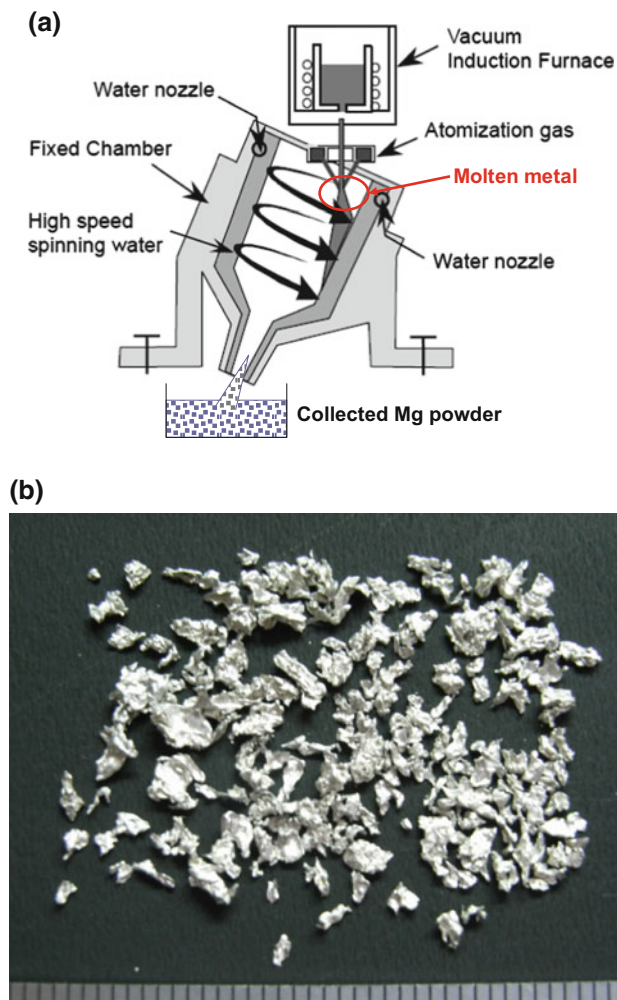 (a)
Vacuum
Induction Furnace
Water nozzle
Atomization gas
Fixed Chamber
Molten metal
High speed
spinning water
Water nozzle
Collected Mg powder
(b)